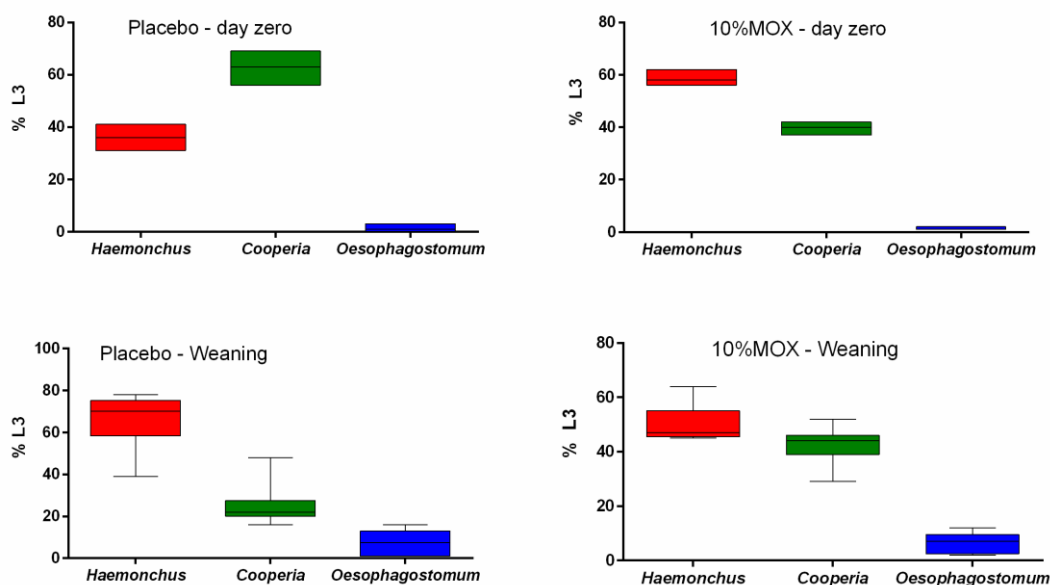 Placebo - day zero
% L3
80
60
40
20
0
Haemonchus Cooperia Oesophagostomum
10%MOX - day zero
% L3
80
60
40
20
0
Haemonchus Cooperia Oesophagostomum
Placebo - Weaning
% L3
100
80
60
40
20
0
Haemonchus Cooperia Oesophagostomum
10%MOX - Weaning
% L3
80
60
40
20
0
Haemonchus Cooperia Oesophagostomum